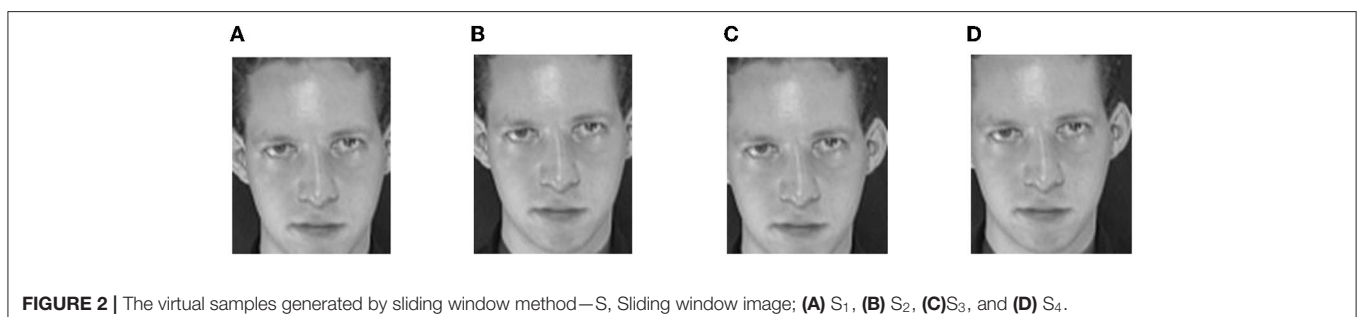 A B C D
FIGURE 2 | The virtual samples generated by sliding window method—S, Sliding window image; (A) S₁, (B) S₂, (C)S₃, and (D) S₄.